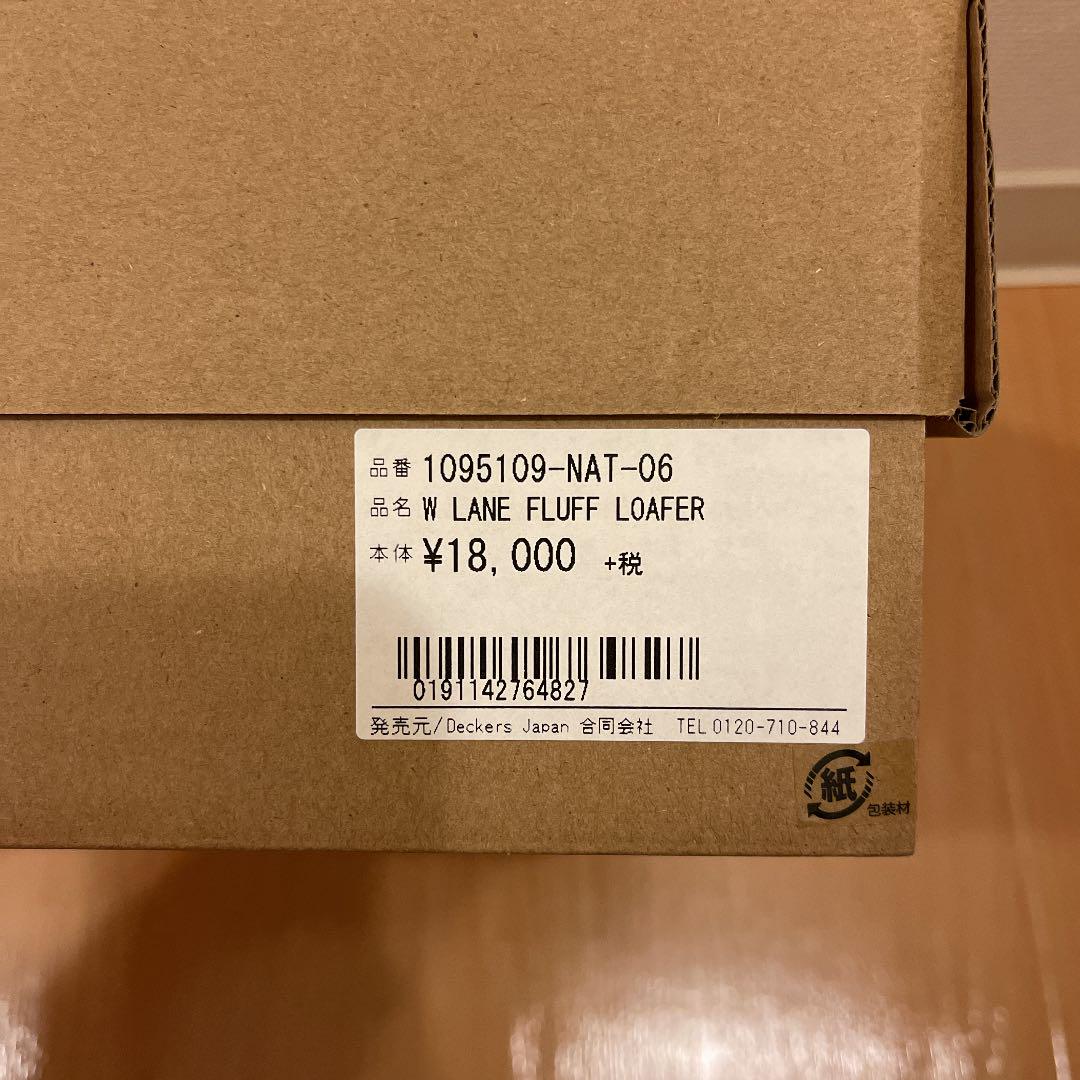 品番 1095109-NAT-06
品名 W LANE FLUFF LOAFER
本体 ¥18,000 +税
0191142764827
発売元/Deckers Japan 合同会社 TEL 0120-710-844
紙
包装材